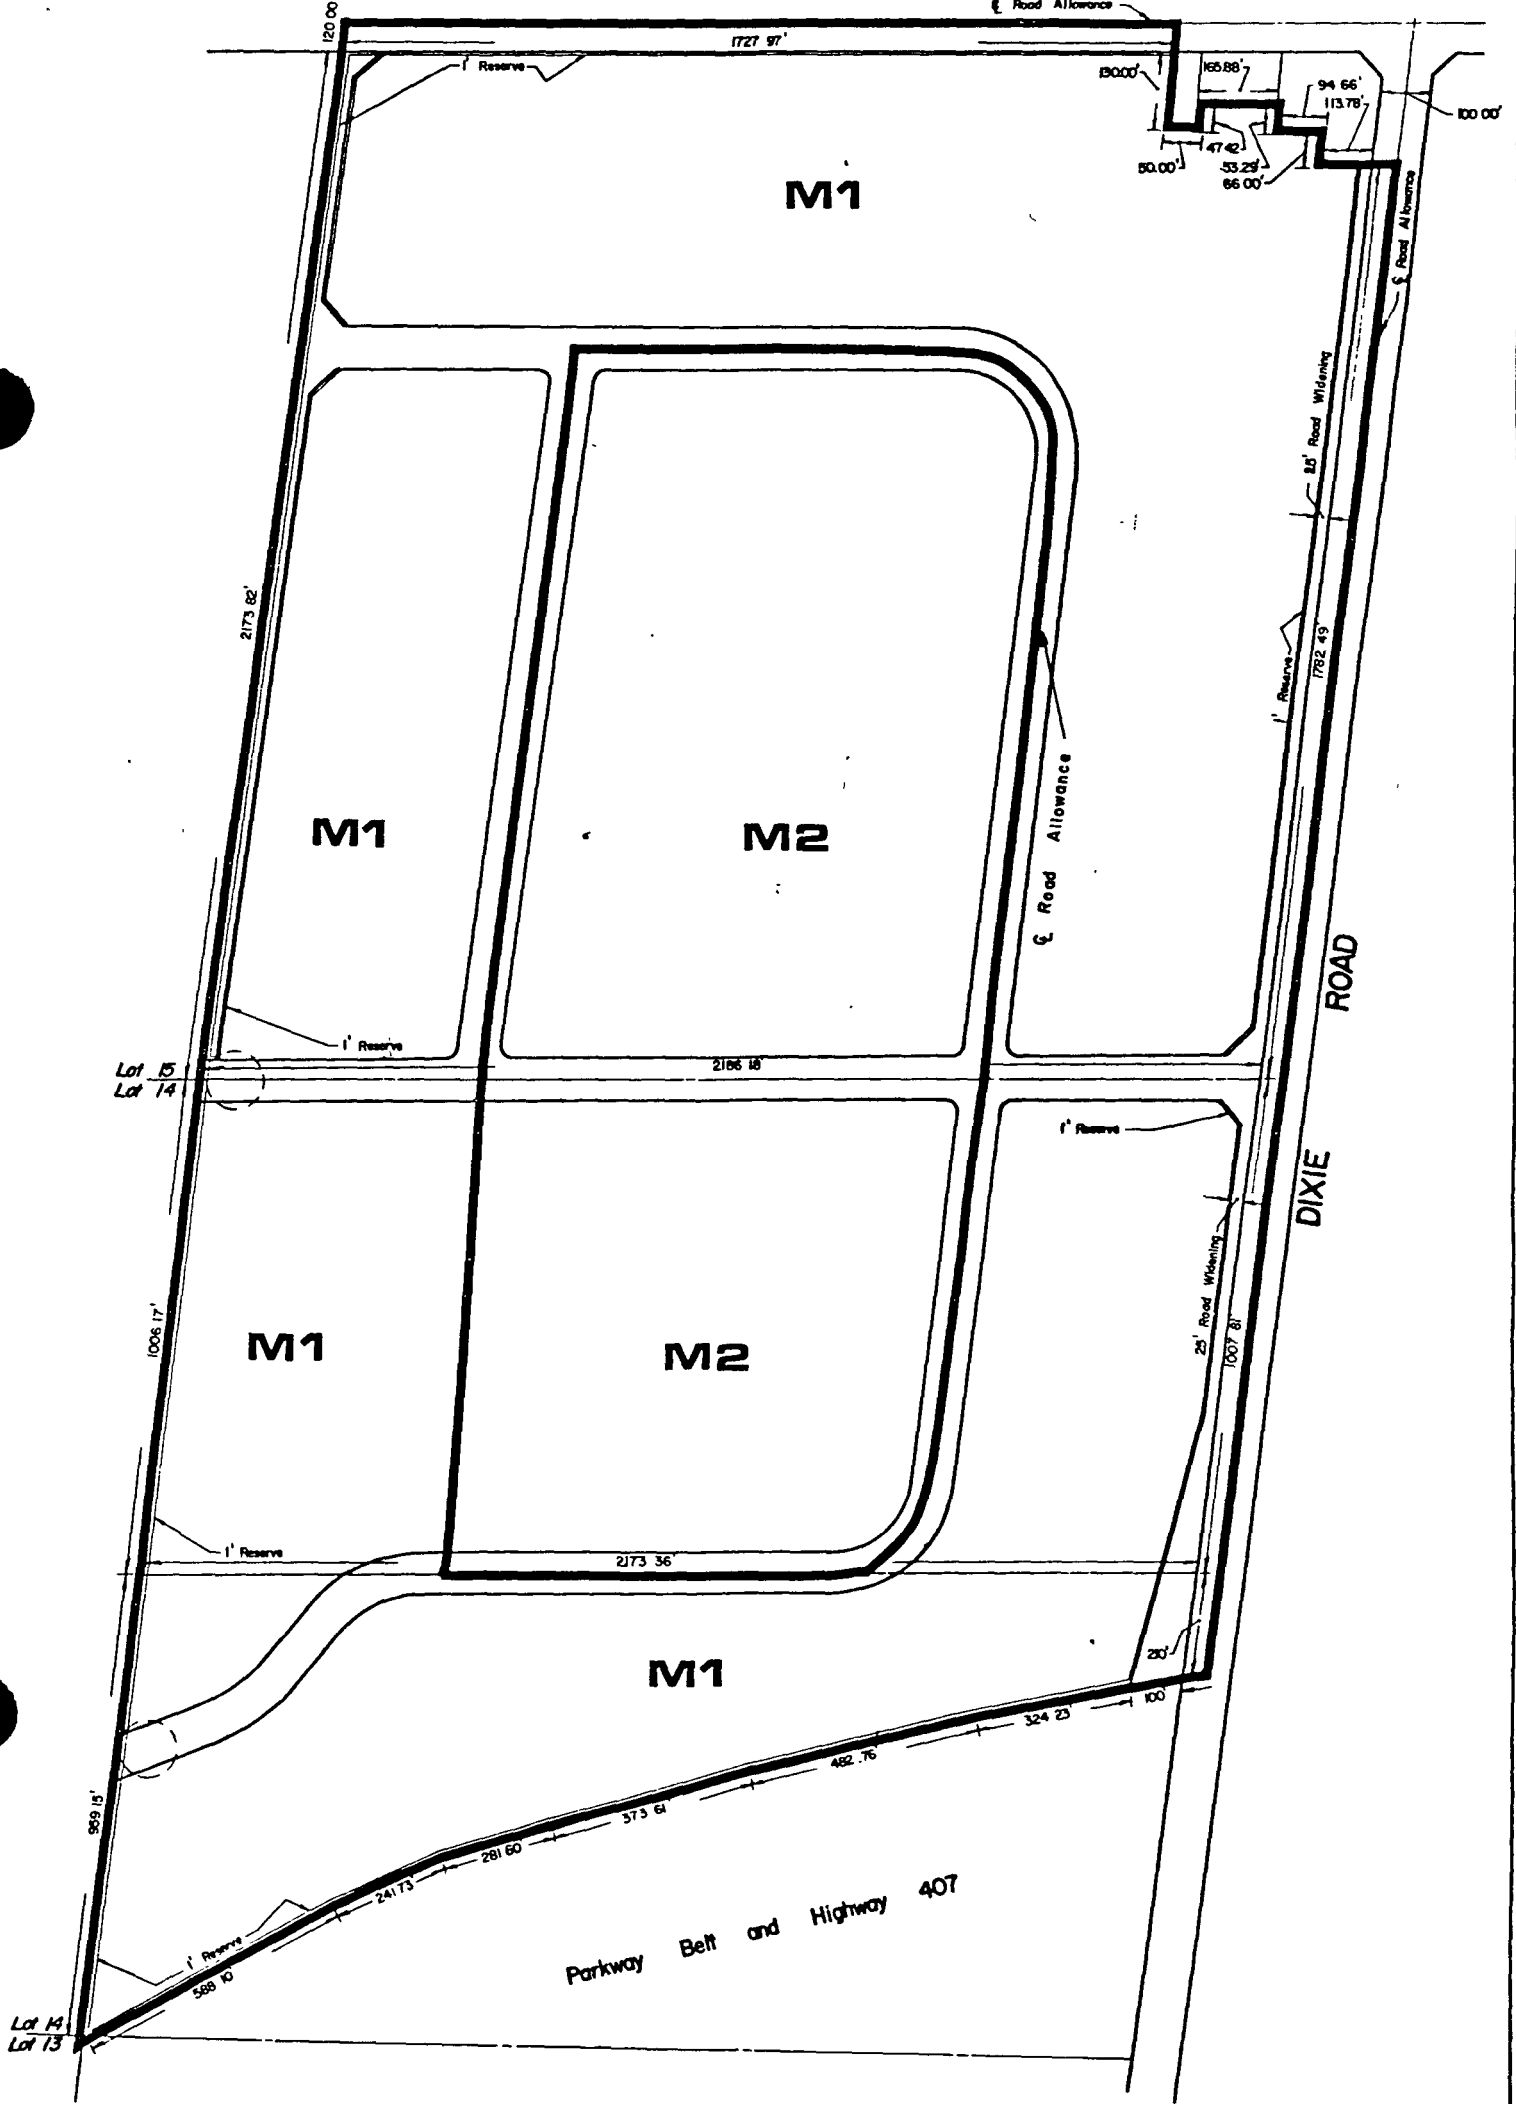 ℄ Road Allowance
120 00
1727 97'
1' Reserve
130.00'
165.88'
94 66'
113.78'
100 00'
47 42
53.29'
50.00'
66 00'
M1
℄ Road Allowance
25' Road Widening
2173 82'
1' Reserve
1782 49'
℄ Road Allowance
M1
M2
DIXIE ROAD
1' Reserve
Lot 15
Lot 14
2186 18'
1' Reserve
25' Road Widening
1007 81'
1006 17'
M1
M2
1' Reserve
2173 36'
M1
210'
100'
324 23'
482.76
373 61'
281 60
241 73'
959 15'
Parkway Belt and Highway 407
1' Reserve
588 10
Lot 14
Lot 13